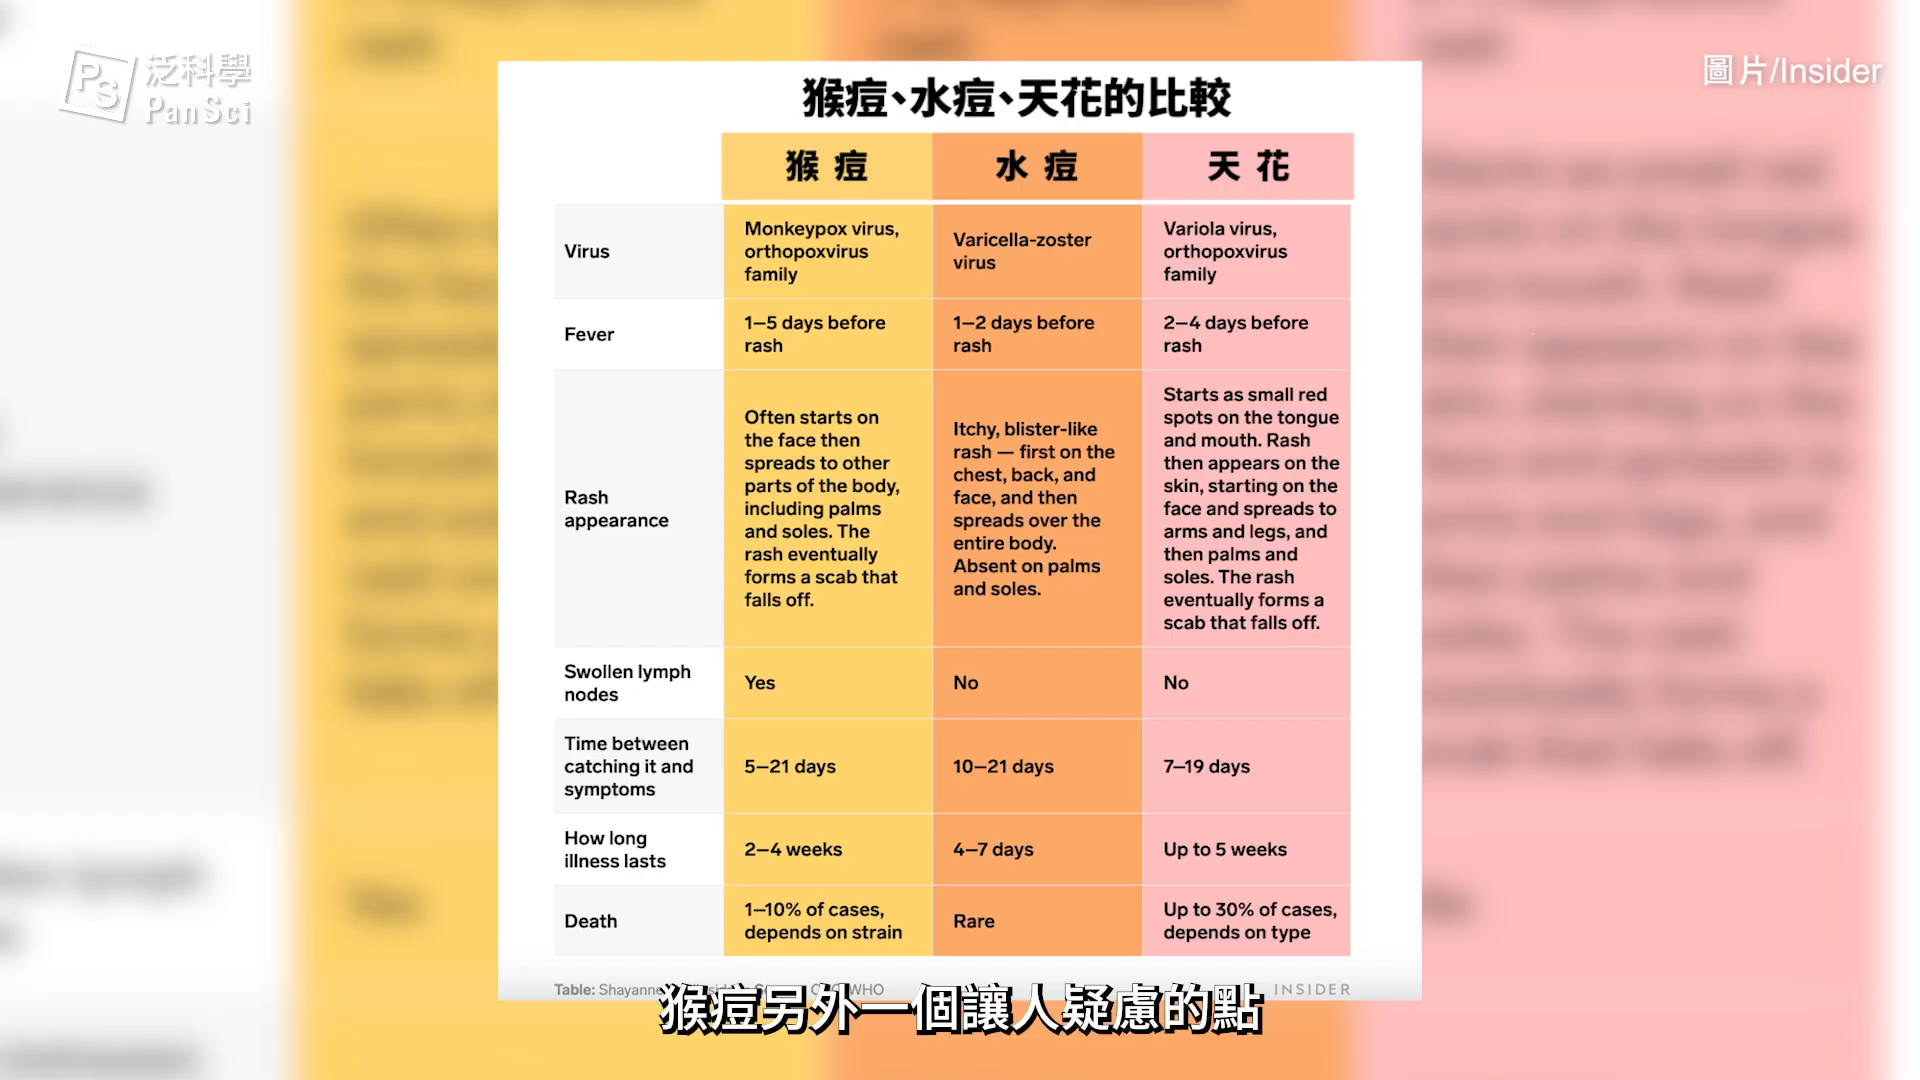 泛科學
PanSci
圖片/Insider
猴痘、水痘、天花的比較
猴痘
水痘
天花
Virus
Monkeypox virus,
orthopoxvirus
family
Varicella-zoster
virus
Variola virus,
orthopoxvirus
family
Fever
1–5 days before
rash
1–2 days before
rash
2–4 days before
rash
Rash
appearance
Often starts on
the face then
spreads to other
parts of the body,
including palms
and soles. The
rash eventually
forms a scab that
falls off.
Itchy, blister-like
rash — first on the
chest, back, and
face, and then
spreads over the
entire body.
Absent on palms
and soles.
Starts as small red
spots on the tongue
and mouth. Rash
then appears on the
skin, starting on the
face and spreads to
arms and legs, and
then palms and
soles. The rash
eventually forms a
scab that falls off.
Swollen lymph
nodes
Yes
No
No
Time between
catching it and
symptoms
5–21 days
10–21 days
7–19 days
How long
illness lasts
2–4 weeks
4–7 days
Up to 5 weeks
Death
1–10% of cases,
depends on strain
Rare
Up to 30% of cases,
depends on type
Table: WHO
INSIDER
猴痘另外一個讓人疑慮的點